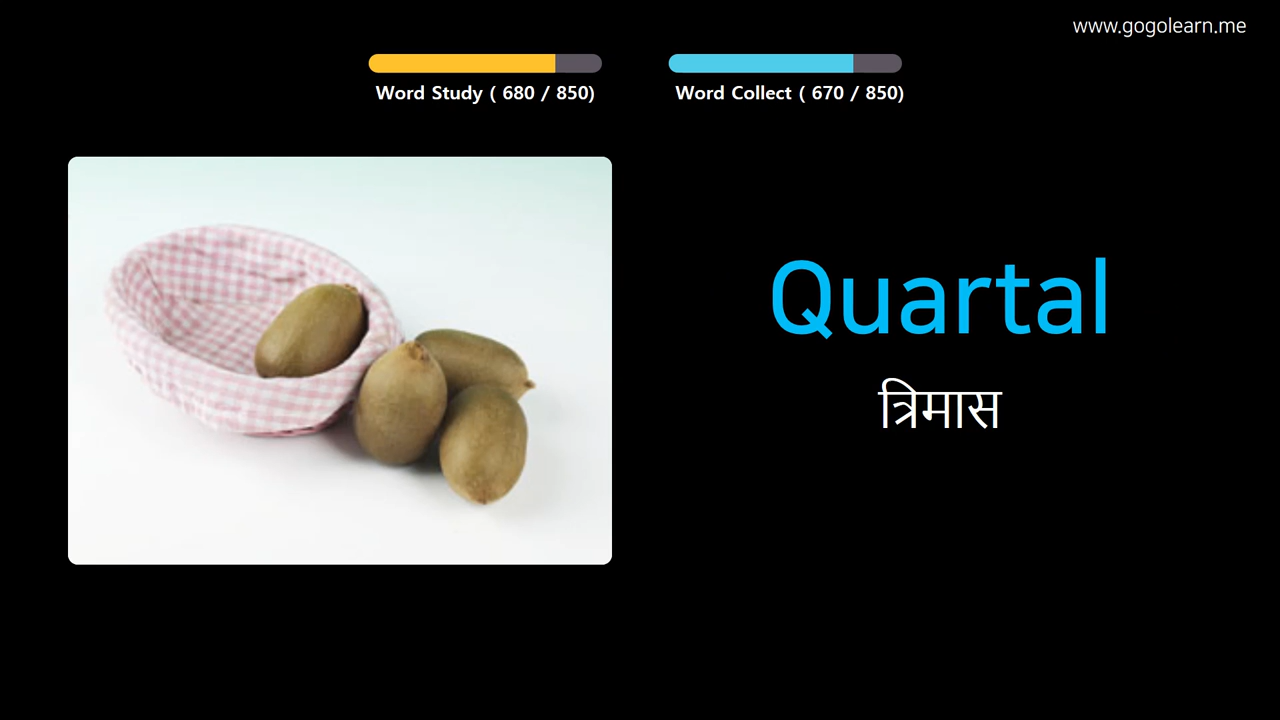 www.gogolearn.me
Word Study ( 680 / 850)
Word Collect ( 670 / 850)
Quartal
त्रिमास